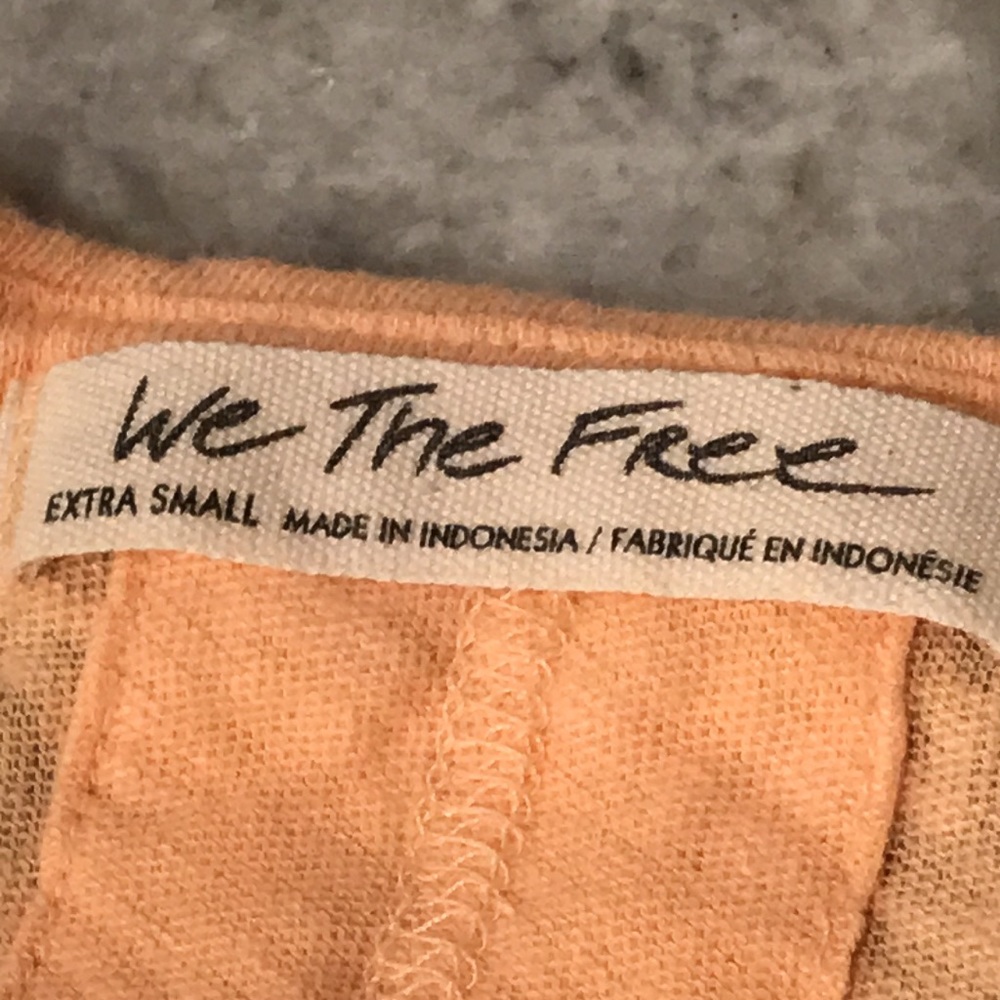 We The Free
EXTRA SMALL MADE IN INDONESIA / FABRIQUÉ EN INDONÉSIE